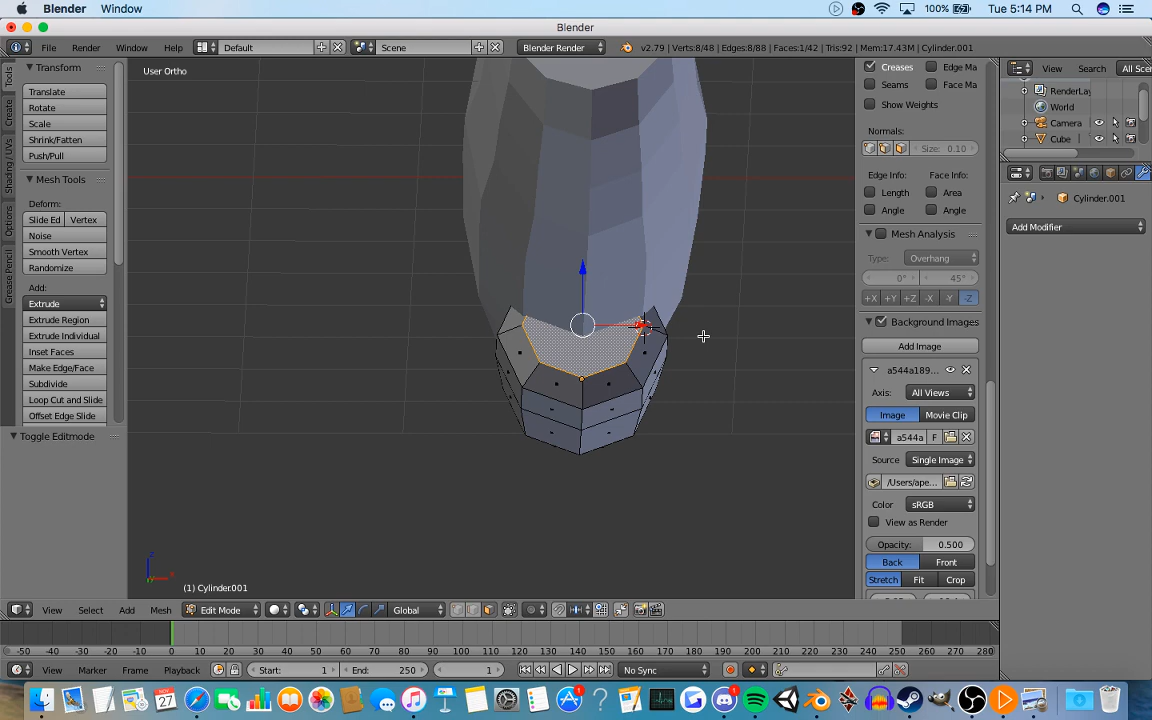 Window
100%
Tue 5:14 PM
Blender
File
Render
Window
Help
Default
Scene
Blender Render
v2.79 | Verts:8/48 | Edges:8/88 | Faces:1/42 | Tris:92 | Mem:17.43M | Cylinder.001
View
Search
All Sce
Tools
Create
Shading / UVs
Options
Grease Pencil
Transform
Translate
Rotate
Scale
Shrink/Fatten
Push/Pull
Mesh Tools
Deform:
Slide Ed
Vertex
Noise
Smooth Vertex
Randomize
Add:
Extrude
Extrude Region
Extrude Individual
Inset Faces
Make Edge/Face
Subdivide
Loop Cut and Slide
Offset Edge Slide
Toggle Editmode
User Ortho
(1) Cylinder.001
Creases
Edge Ma
Seams
Face Ma
Show Weights
Normals:
Size: 0.10
Edge Info:
Face Info:
Length
Area
Angle
Angle
Mesh Analysis
Type:
Overhang
0°
45°
+X
+Y
+Z
-X
-Y
-Z
Background Images
Add Image
a544a189...
Axis:
All Views
Image
Movie Clip
a544a
F
Source
Single Image
/Users/ape...
Color
sRGB
View as Render
Opacity:
0.500
Back
Front
Stretch
Fit
Crop
RenderLay
World
Camera
Cube
Cylinder.001
Add Modifier
View
Select
Add
Mesh
Edit Mode
Global
-50 -40 -30 -20 -10 0 10 20 30 40 50 60 70 80 90 100 110 120 130 140 150 160 170 180 190 200 210 220 230 240 250 260 270 280
View
Marker
Frame
Playback
Start: 1
End: 250
1
No Sync
NOV
27
1
1